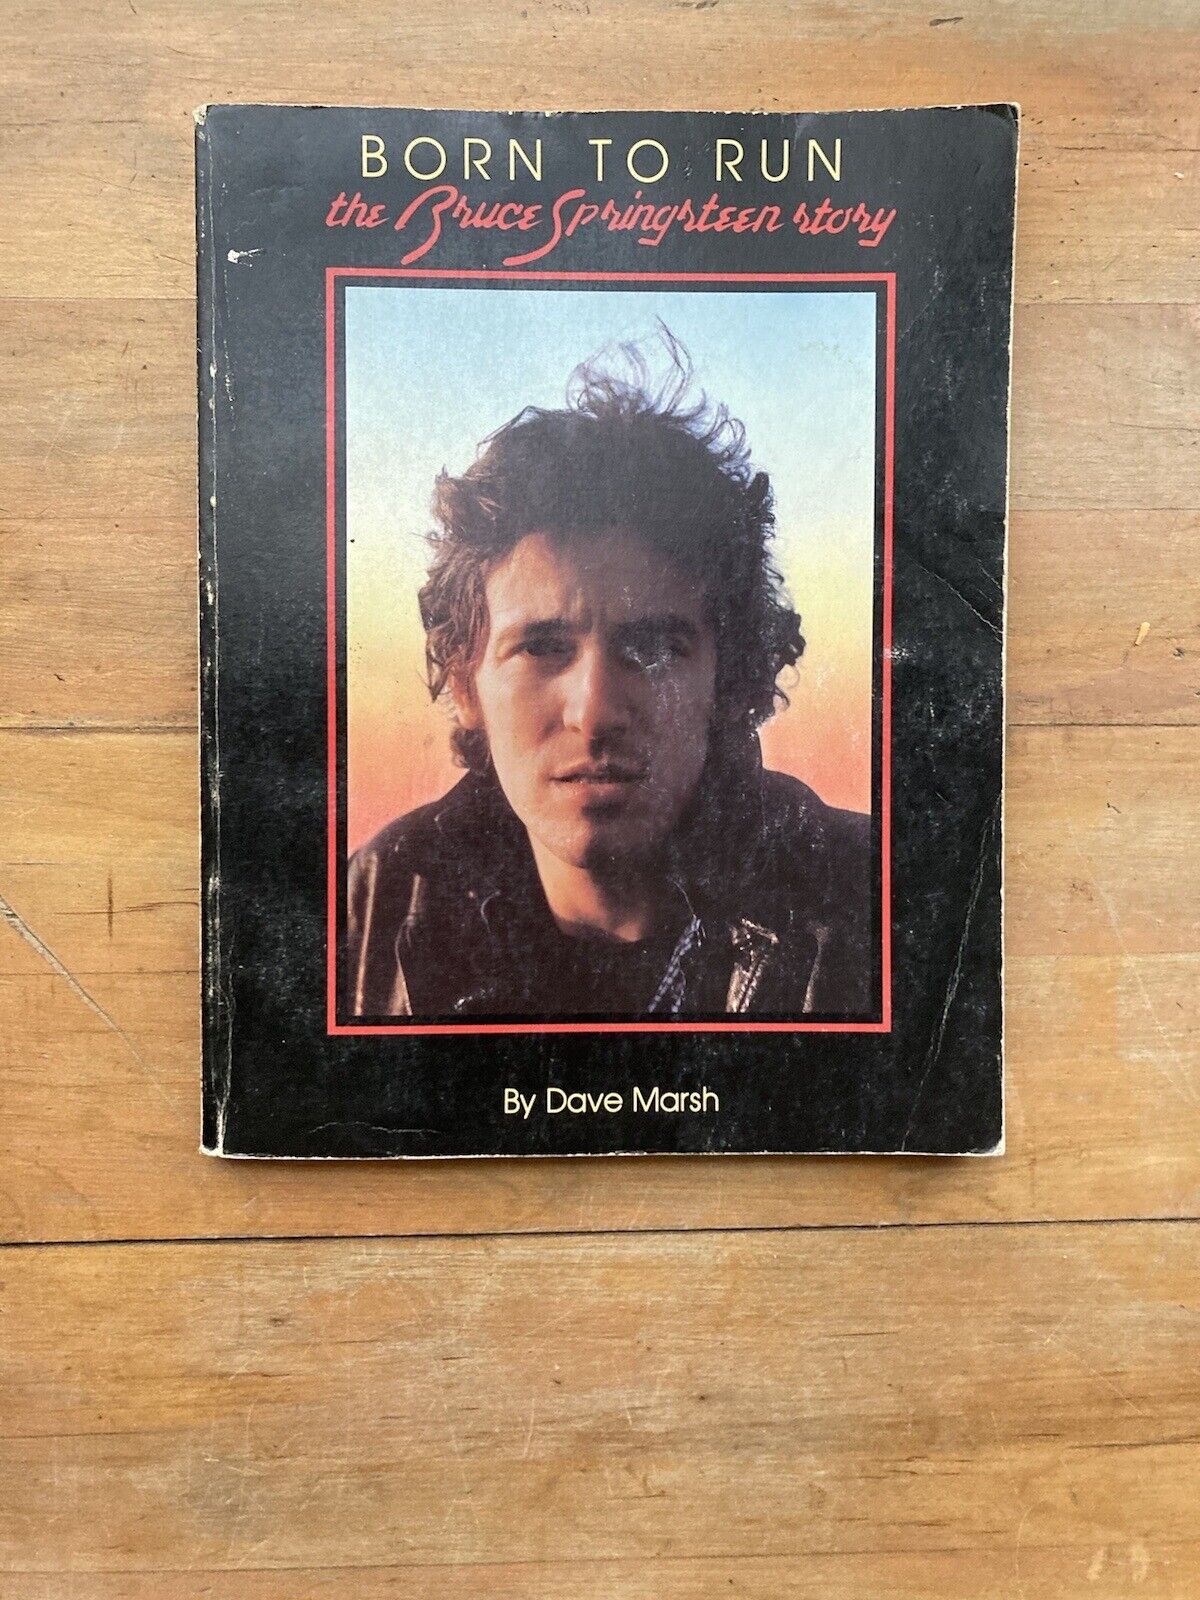 BORN TO RUN
the Bruce Springsteen story
By Dave Marsh